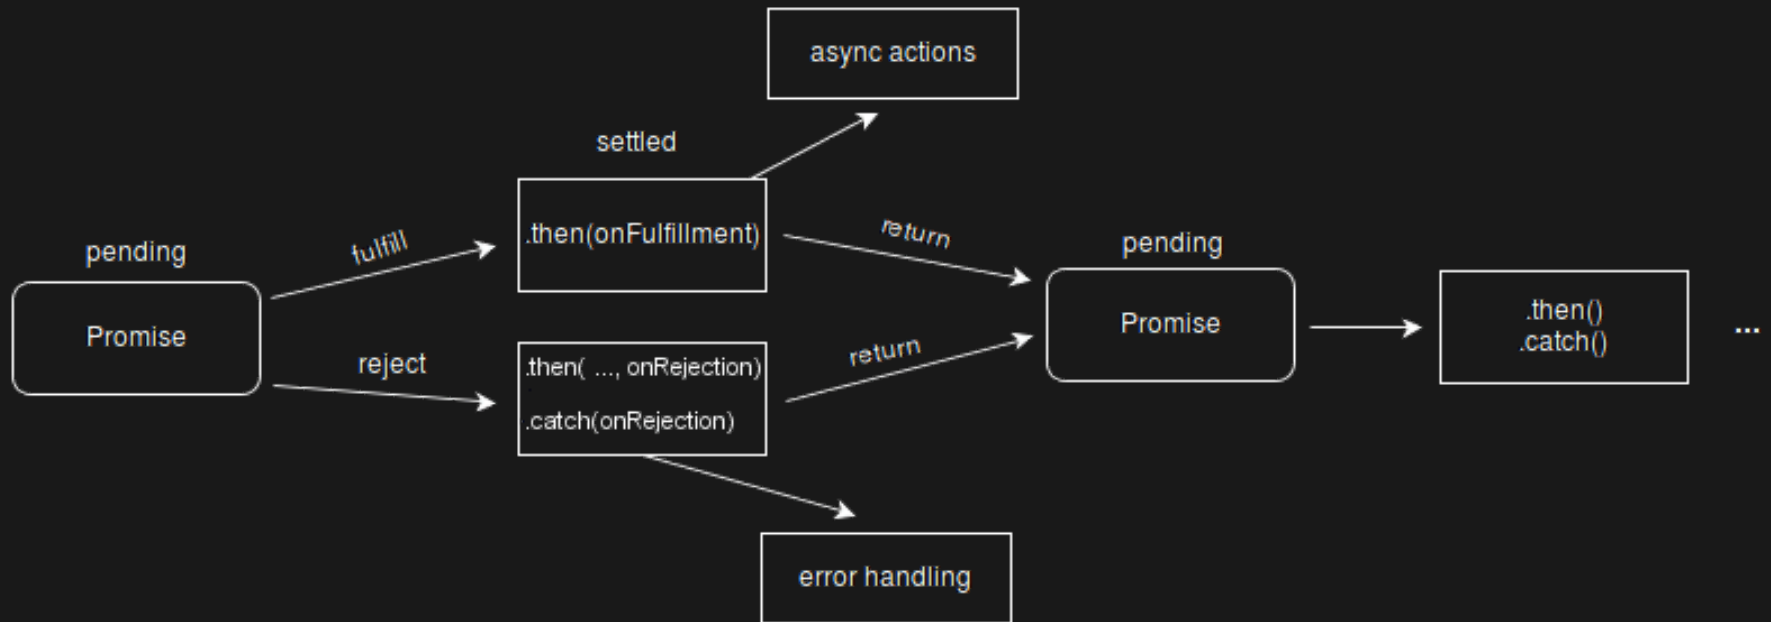 async actions
settled
.then(onFulfillment)
return
pending
fulfill
pending
Promise
Promise
.then()
.catch()
...
reject
.then( ..., onRejection)
.catch(onRejection)
return
error handling